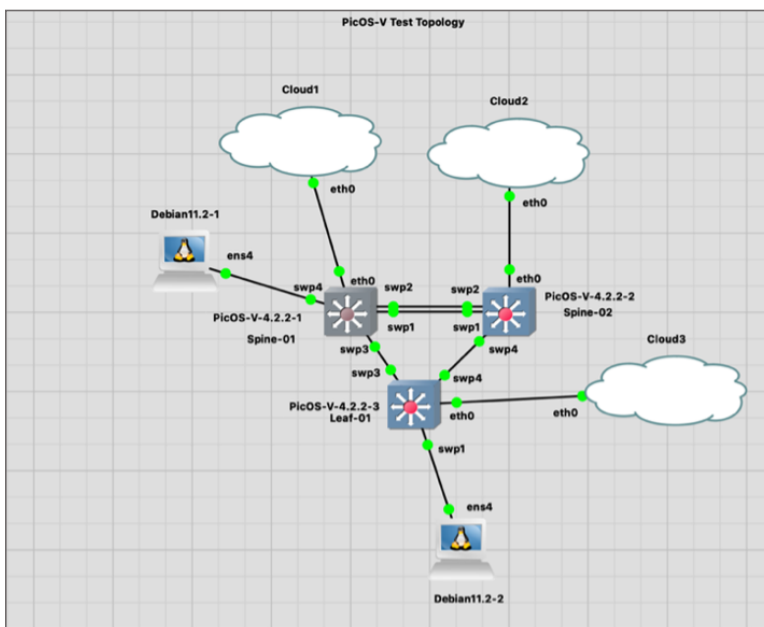 PicOS-V Test Topology
Cloud1
Cloud2
eth0
eth0
Debian11.2-1
ens4
eth0
eth0
swp4
swp2
swp2
PicOS-V-4.2.2-1
Spine-01
PicOS-V-4.2.2-2
Spine-02
swp1
swp1
Cloud3
swp3
swp4
swp3
swp4
PicOS-V-4.2.2-3
Leaf-01
eth0
eth0
swp1
ens4
Debian11.2-2